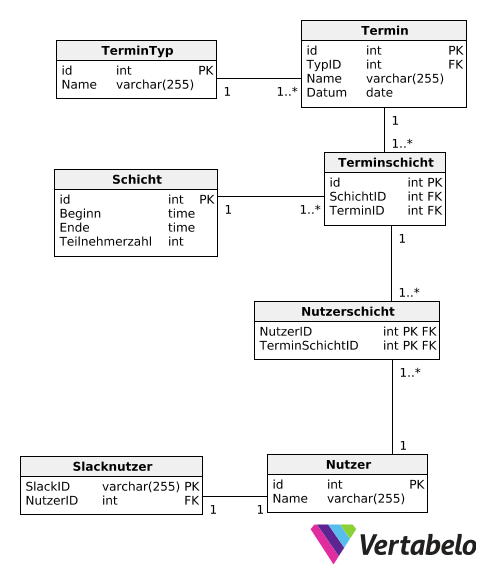 Termin
id int PK
TypID int FK
Name varchar(255)
Datum date
TerminTyp
id int PK
Name varchar(255)
1 1..*
1
1..*
Terminschicht
id int PK
SchichtID int FK
TerminID int FK
Schicht
id int PK
Beginn time
Ende time
Teilnehmerzahl int
1 1..*
1
1..*
Nutzerschicht
NutzerID int PK FK
TerminSchichtID int PK FK
1..*
1
Nutzer
id int PK
Name varchar(255)
Slacknutzer
SlackID varchar(255) PK
NutzerID int FK
1 1
Vertabelo